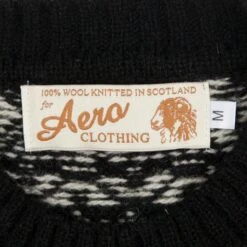 100% WOOL KNITTED IN SCOTLAND
for
Aero
CLOTHING
M